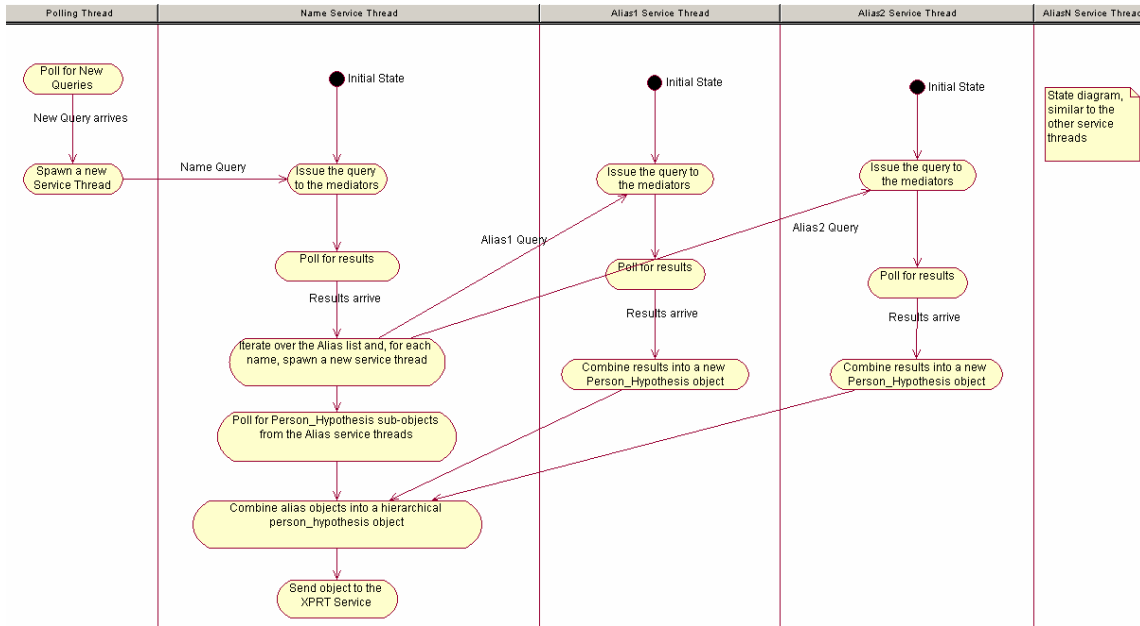 Polling Thread
Name Service Thread
Alias1 Service Thread
Alias2 Service Thread
AliasN Service Thread
Poll for New
Queries
New Query arrives
Spawn a new
Service Thread
Name Query
Initial State
Issue the query
to the mediators
Poll for results
Results arrive
Iterate over the Alias list and, for each
name, spawn a new service thread
Poll for Person_Hypothesis sub-objects
from the Alias service threads
Combine alias objects into a hierarchical
person_hypothesis object
Send object to the
XPRT Service
Alias1 Query
Initial State
Issue the query to
the mediators
Poll for results
Results arrive
Combine results into a new
Person_Hypothesis object
Alias2 Query
Initial State
Issue the query to
the mediators
Poll for results
Results arrive
Combine results into a new
Person_Hypothesis object
State diagram,
similar to the
other service
threads